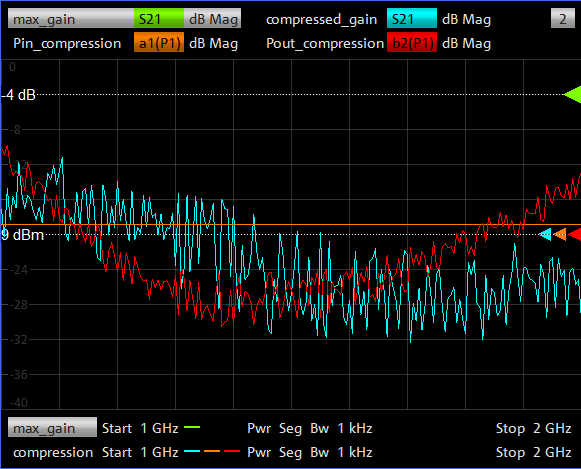 max_gain S21 dB Mag compressed_gain S21 dB Mag 2
Pin_compression a1(P1) dB Mag Pout_compression b2(P1) dB Mag
0
-4 dB
-8
9 dBm
-24
-28
-32
-36
-40
max_gain Start 1 GHz Pwr Seg Bw 1 kHz Stop 2 GHz
compression Start 1 GHz Pwr Seg Bw 1 kHz Stop 2 GHz